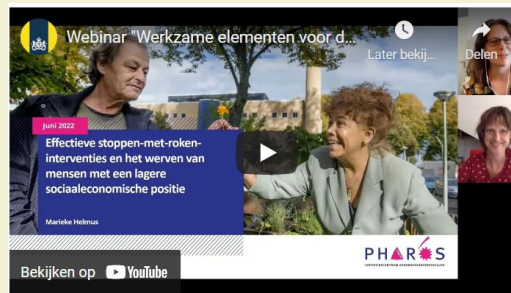 Webinar "Werkzame elementen voor d...
Later bekij...
Delen
Juni 2022
Effectieve stoppen-met-roken-
interventies en het werven van
mensen met een lagere
sociaaleconomische positie
Marieke Helmus
PHAROS
Bekijken op YouTube